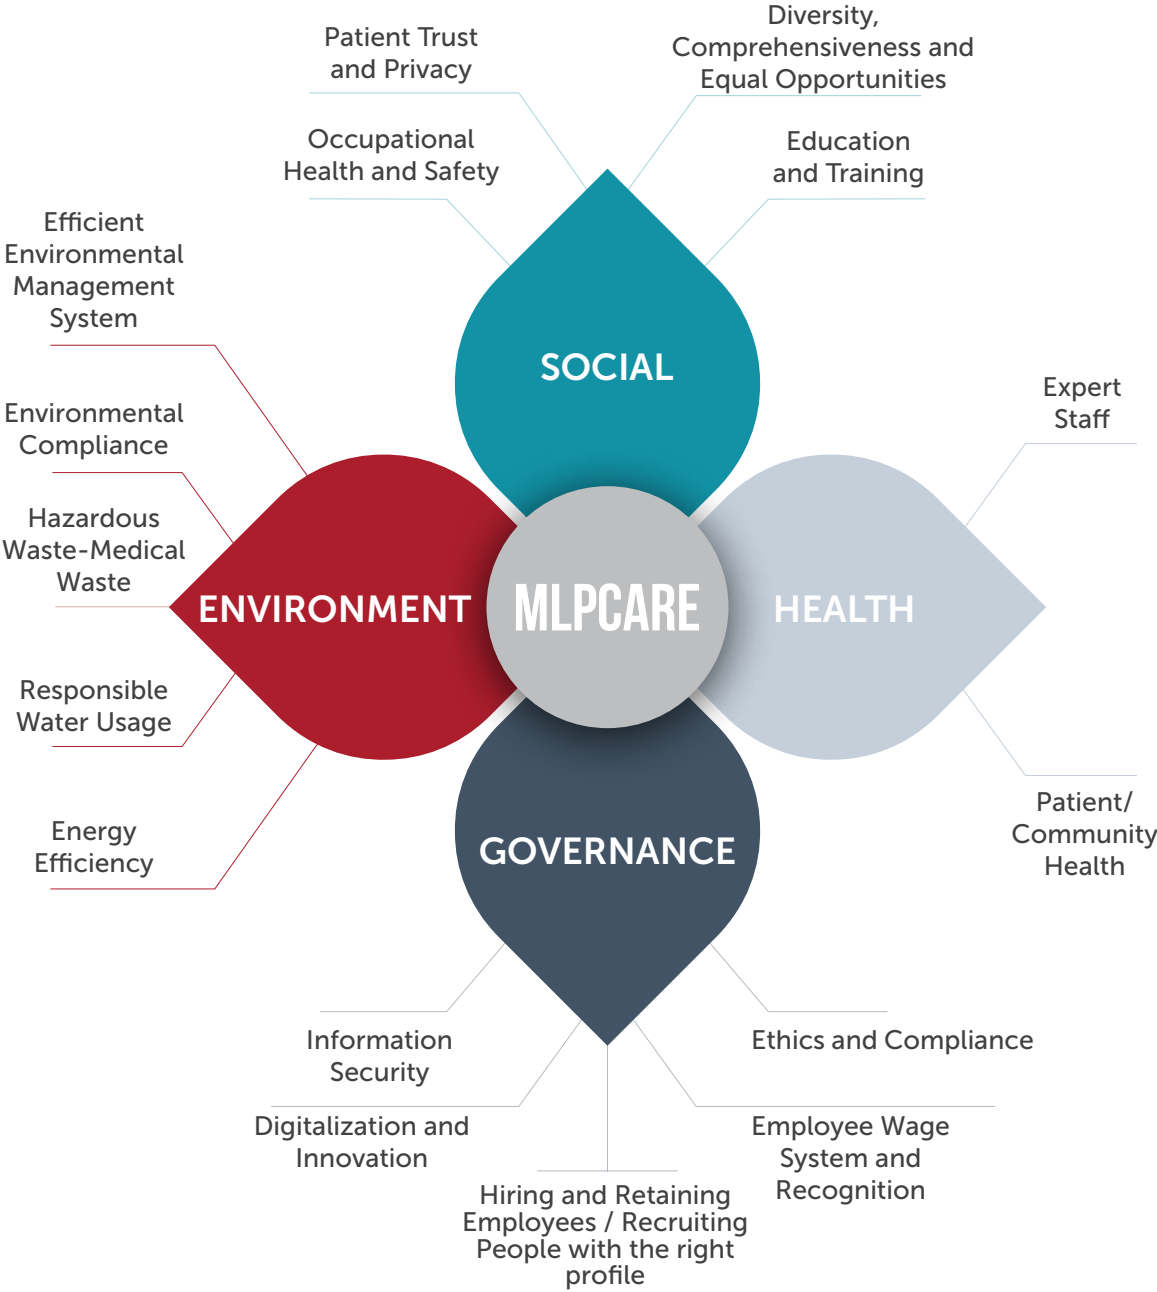 Patient Trust
and Privacy
Diversity,
Comprehensiveness and
Equal Opportunities
Occupational
Health and Safety
Education
and Training
SOCIAL
Efficient
Environmental
Management
System
Environmental
Compliance
Hazardous
Waste-Medical
Waste
Responsible
Water Usage
Energy
Efficiency
ENVIRONMENT
MLPCARE
HEALTH
Expert
Staff
Patient/
Community
Health
GOVERNANCE
Information
Security
Digitalization and
Innovation
Hiring and Retaining
Employees / Recruiting
People with the right
profile
Employee Wage
System and
Recognition
Ethics and Compliance